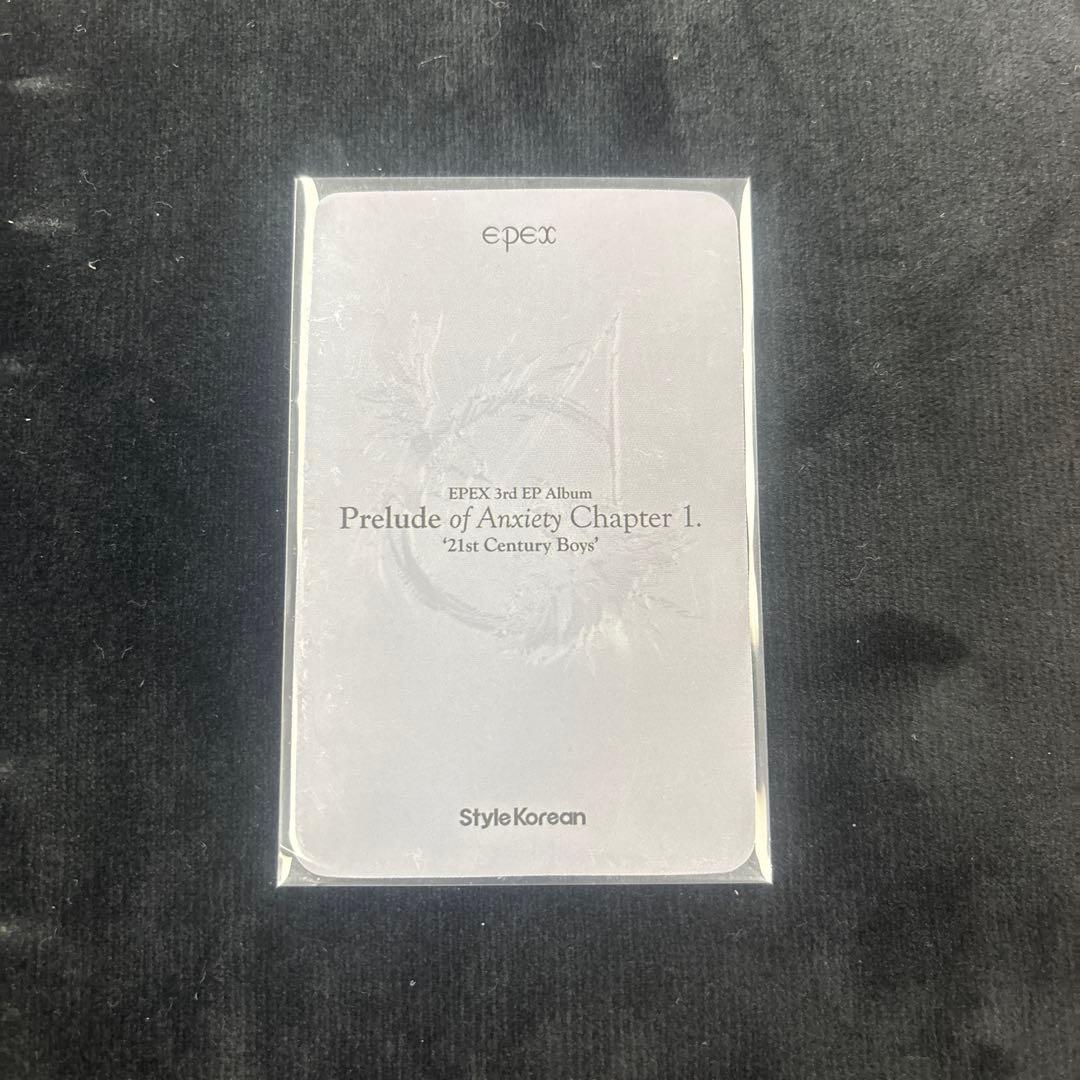 epex
EPEX 3rd EP Album
Prelude of Anxiety Chapter 1.
‘21st Century Boys’
StyleKorean